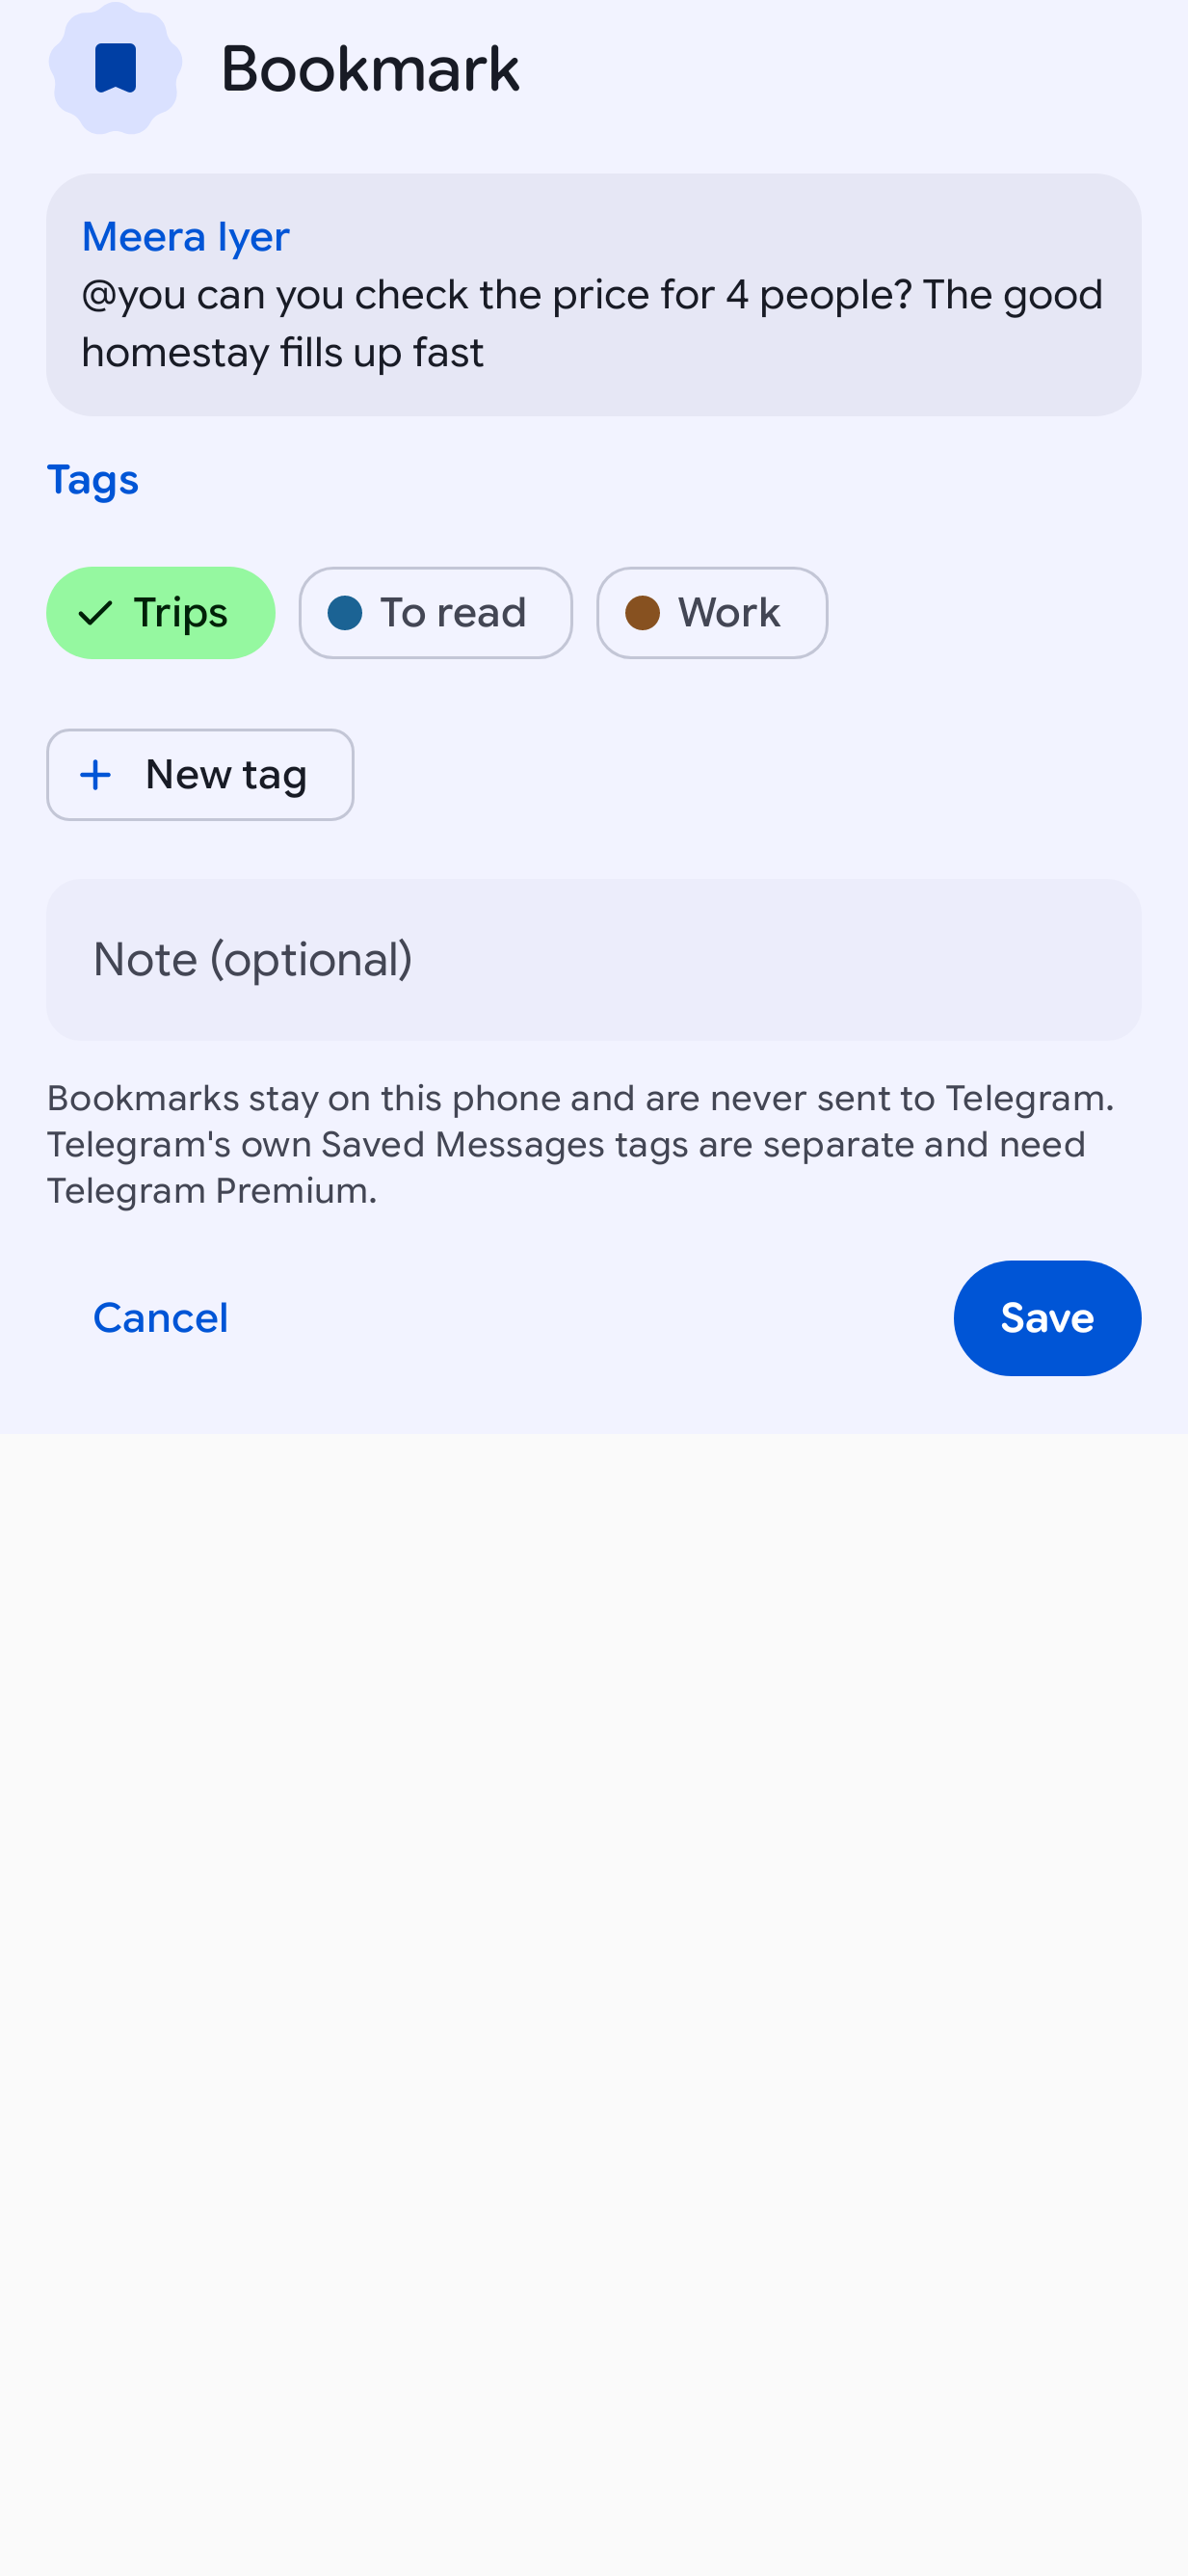 Bookmark
Meera Iyer
@you can you check the price for 4 people? The good
homestay fills up fast
Tags
Trips
To read
Work
New tag
Note (optional)
Bookmarks stay on this phone and are never sent to Telegram.
Telegram's own Saved Messages tags are separate and need
Telegram Premium.
Cancel
Save